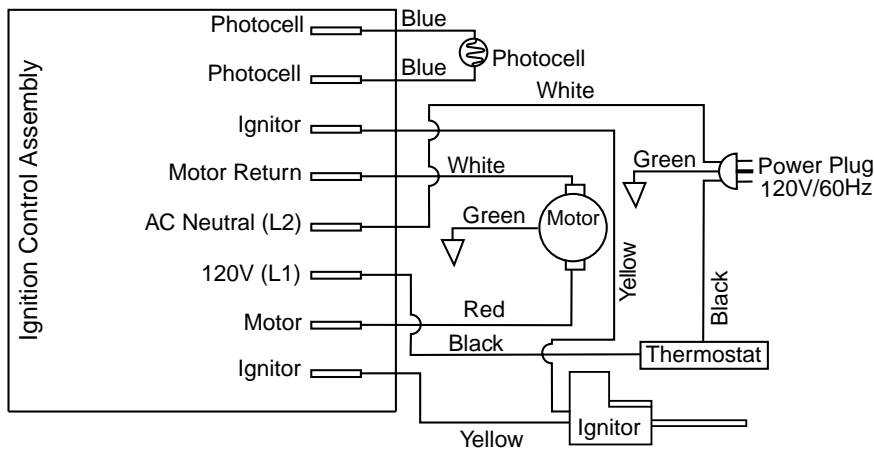 Ignition Control Assembly
Photocell
Blue
Photocell
Photocell
Blue
White
Ignitor
Motor Return
White
Green
Power Plug
120V/60Hz
AC Neutral (L2)
Green
Motor
120V (L1)
Yellow
Black
Motor
Red
Black
Thermostat
Ignitor
Ignitor
Yellow